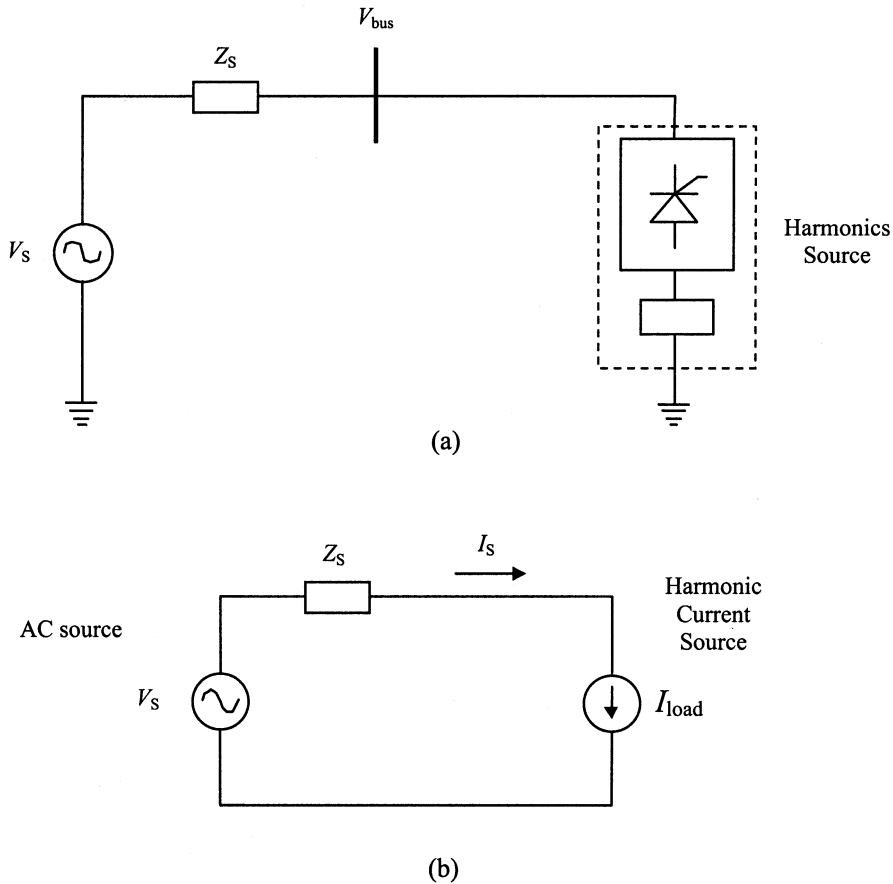 V_bus
Z_S
V_S
Harmonics
Source
(a)
Z_S
I_S
Harmonic
Current
Source
AC source
V_S
I_load
(b)